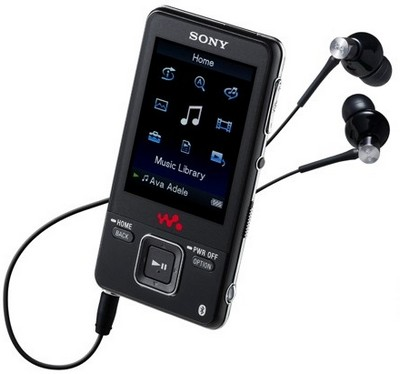 SONY
Home
Music Library
Ava Adele
HOME
BACK
PWR OFF
OPTION